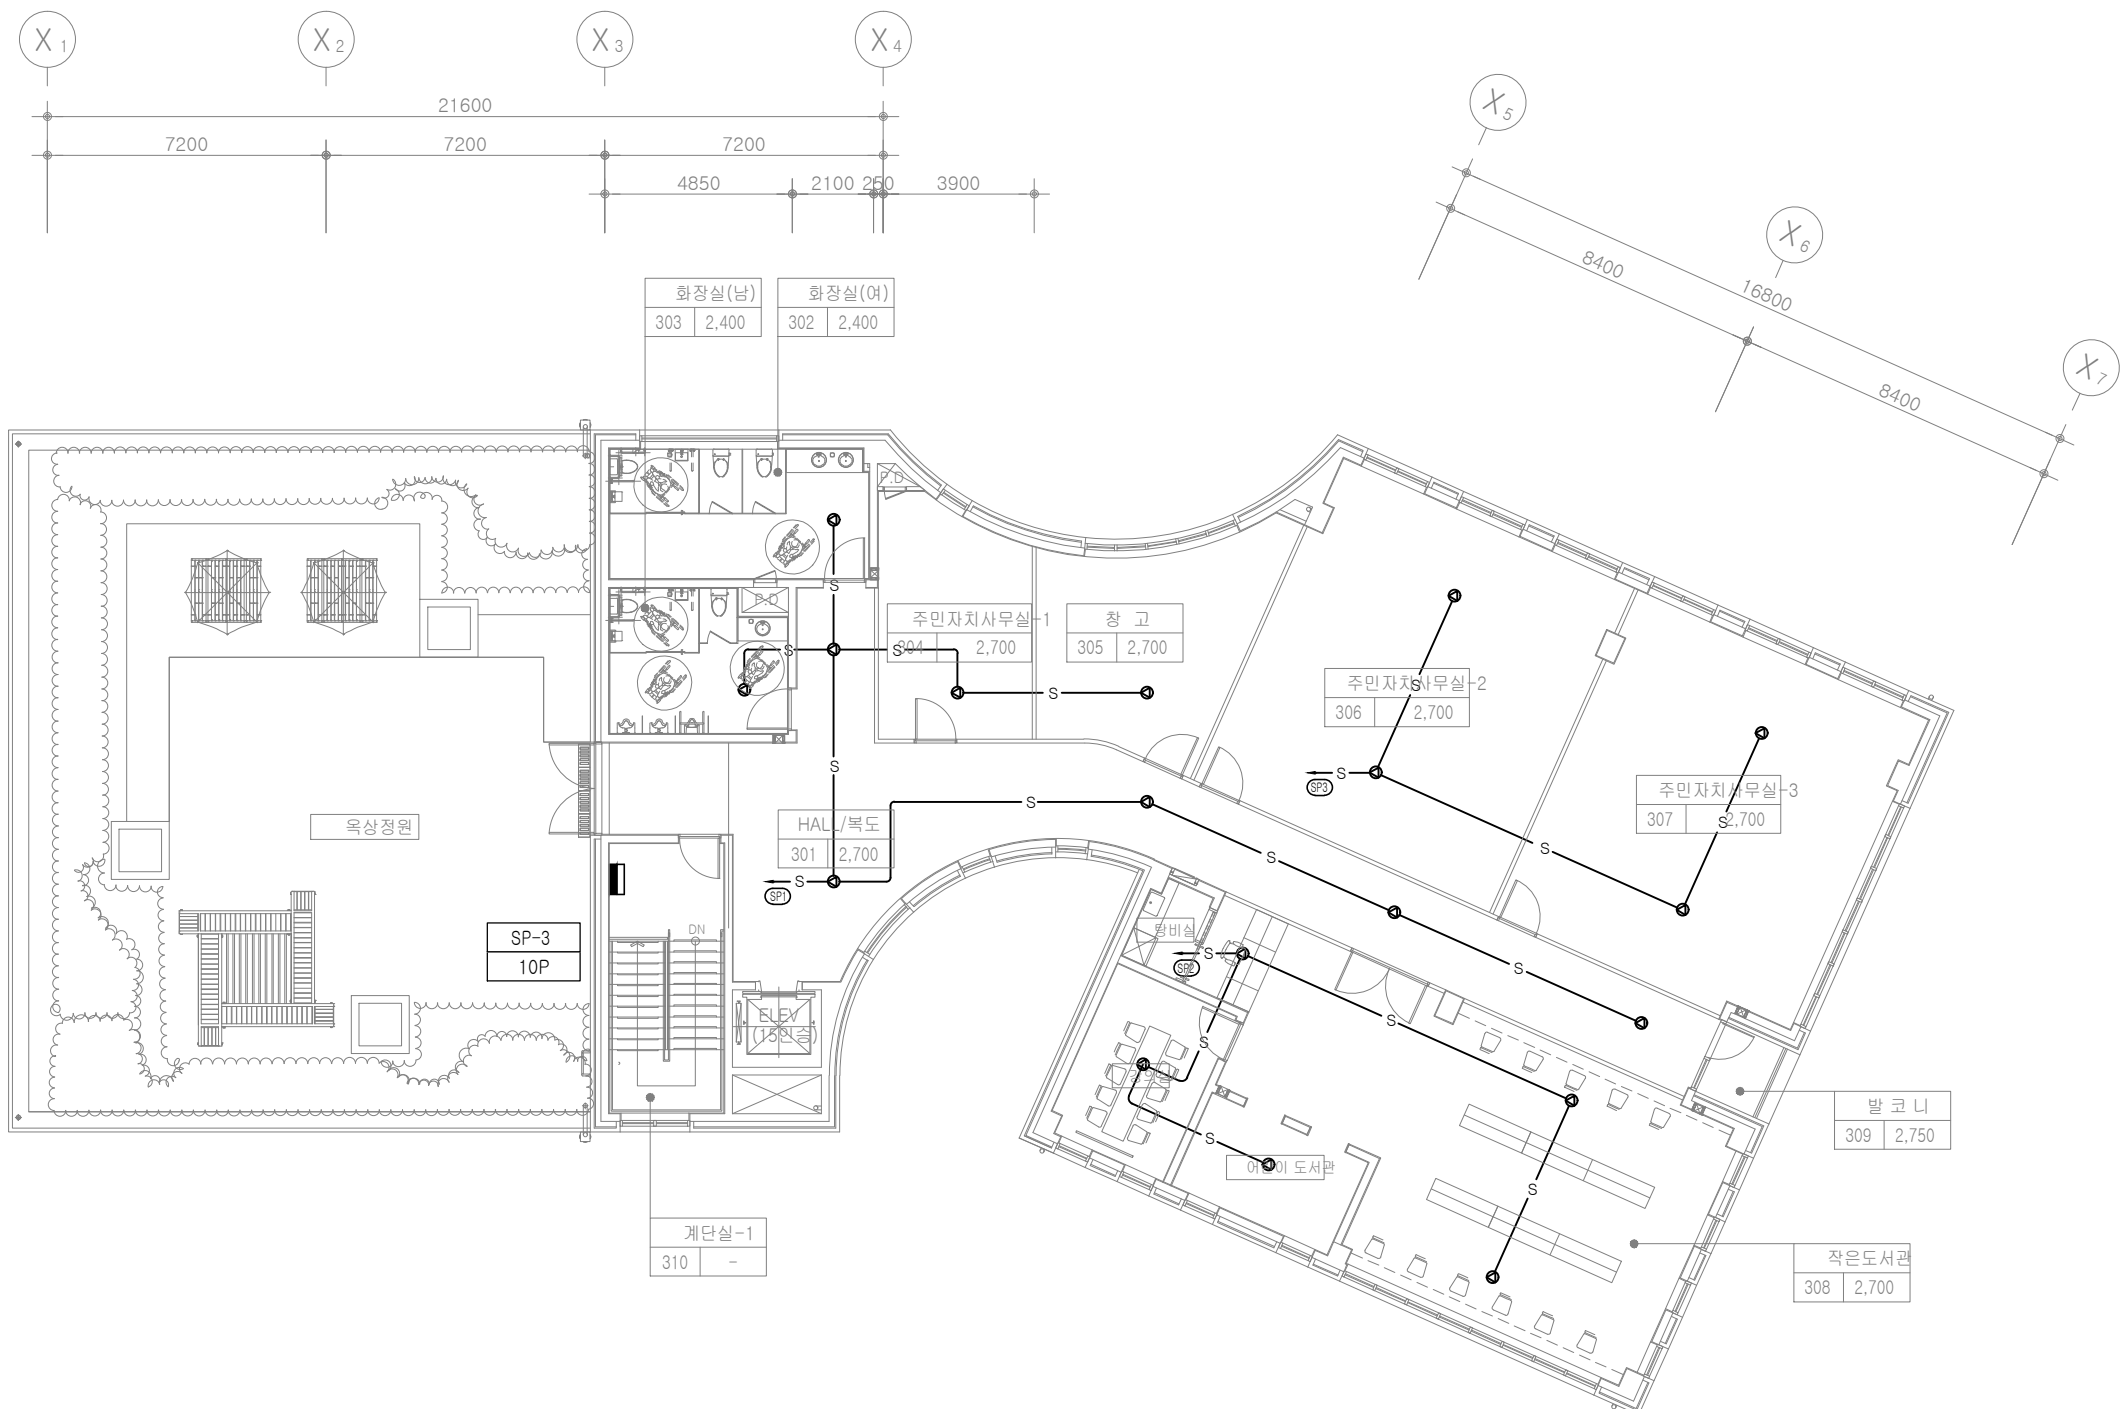 X1
X2
X3
X4
X5
X6
X7
21600
7200
7200
7200
4850
2100
250
3900
8400
16800
8400
화장실(남)
303
2,400
화장실(여)
302
2,400
P.D
P.D
S
S
S
주민자치사무실-1
304
2,700
창 고
305
2,700
S
주민자치사무실-2
S
306
2,700
S
SP3
주민자치사무실-3
307
2,700
S
S
S
S
옥상정원
HALL/복도
301
2,700
S
SP1
S
SP-3
10P
DN
탕비실
S
SP2
S
S
S
ELEV
(15인승)
S
어린이 도서관
S
발 코 니
309
2,750
계단실-1
310
-
작은도서관
308
2,700